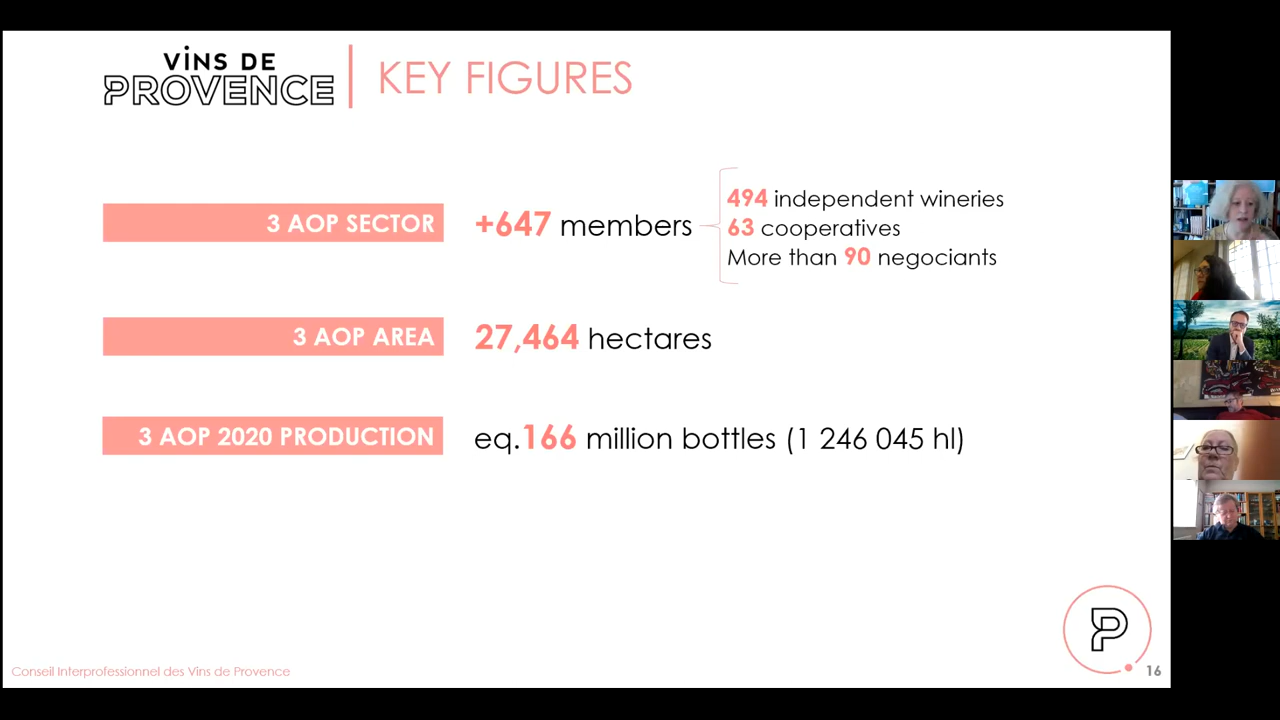 ViNS DE
PROVENCE
KEY FIGURES
3 AOP SECTOR
+647 members
494 independent wineries
63 cooperatives
More than 90 negociants
3 AOP AREA
27,464 hectares
3 AOP 2020 PRODUCTION
eq.166 million bottles (1 246 045 hl)
P
Conseil Interprofessionnel des Vins de Provence
16